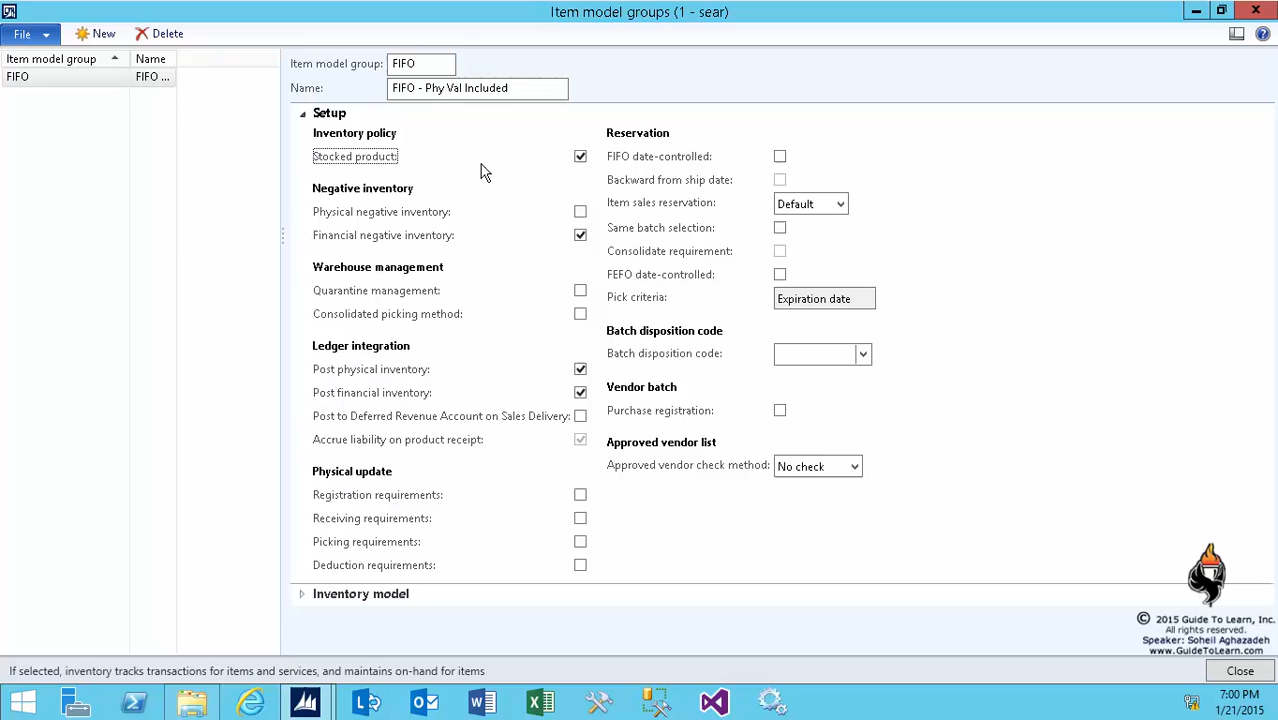 Item model groups (1 - sear)
File New Delete
Item model group Name
FIFO FIFO ...
Item model group: FIFO
Name: FIFO - Phy Val Included
Setup
Inventory policy
Stocked product:
Negative inventory
Physical negative inventory:
Financial negative inventory:
Warehouse management
Quarantine management:
Consolidated picking method:
Ledger integration
Post physical inventory:
Post financial inventory:
Post to Deferred Revenue Account on Sales Delivery:
Accrue liability on product receipt:
Physical update
Registration requirements:
Receiving requirements:
Picking requirements:
Deduction requirements:
Reservation
FIFO date-controlled:
Backward from ship date:
Item sales reservation: Default
Same batch selection:
Consolidate requirement:
FEFO date-controlled:
Pick criteria: Expiration date
Batch disposition code
Batch disposition code:
Vendor batch
Purchase registration:
Approved vendor list
Approved vendor check method: No check
Inventory model
© 2015 Guide To Learn, Inc.
All rights reserved.
Speaker: Soheil Aghazadeh
www.GuideToLearn.com
If selected, inventory tracks transactions for items and services, and maintains on-hand for items
Close
7:00 PM
1/21/2015